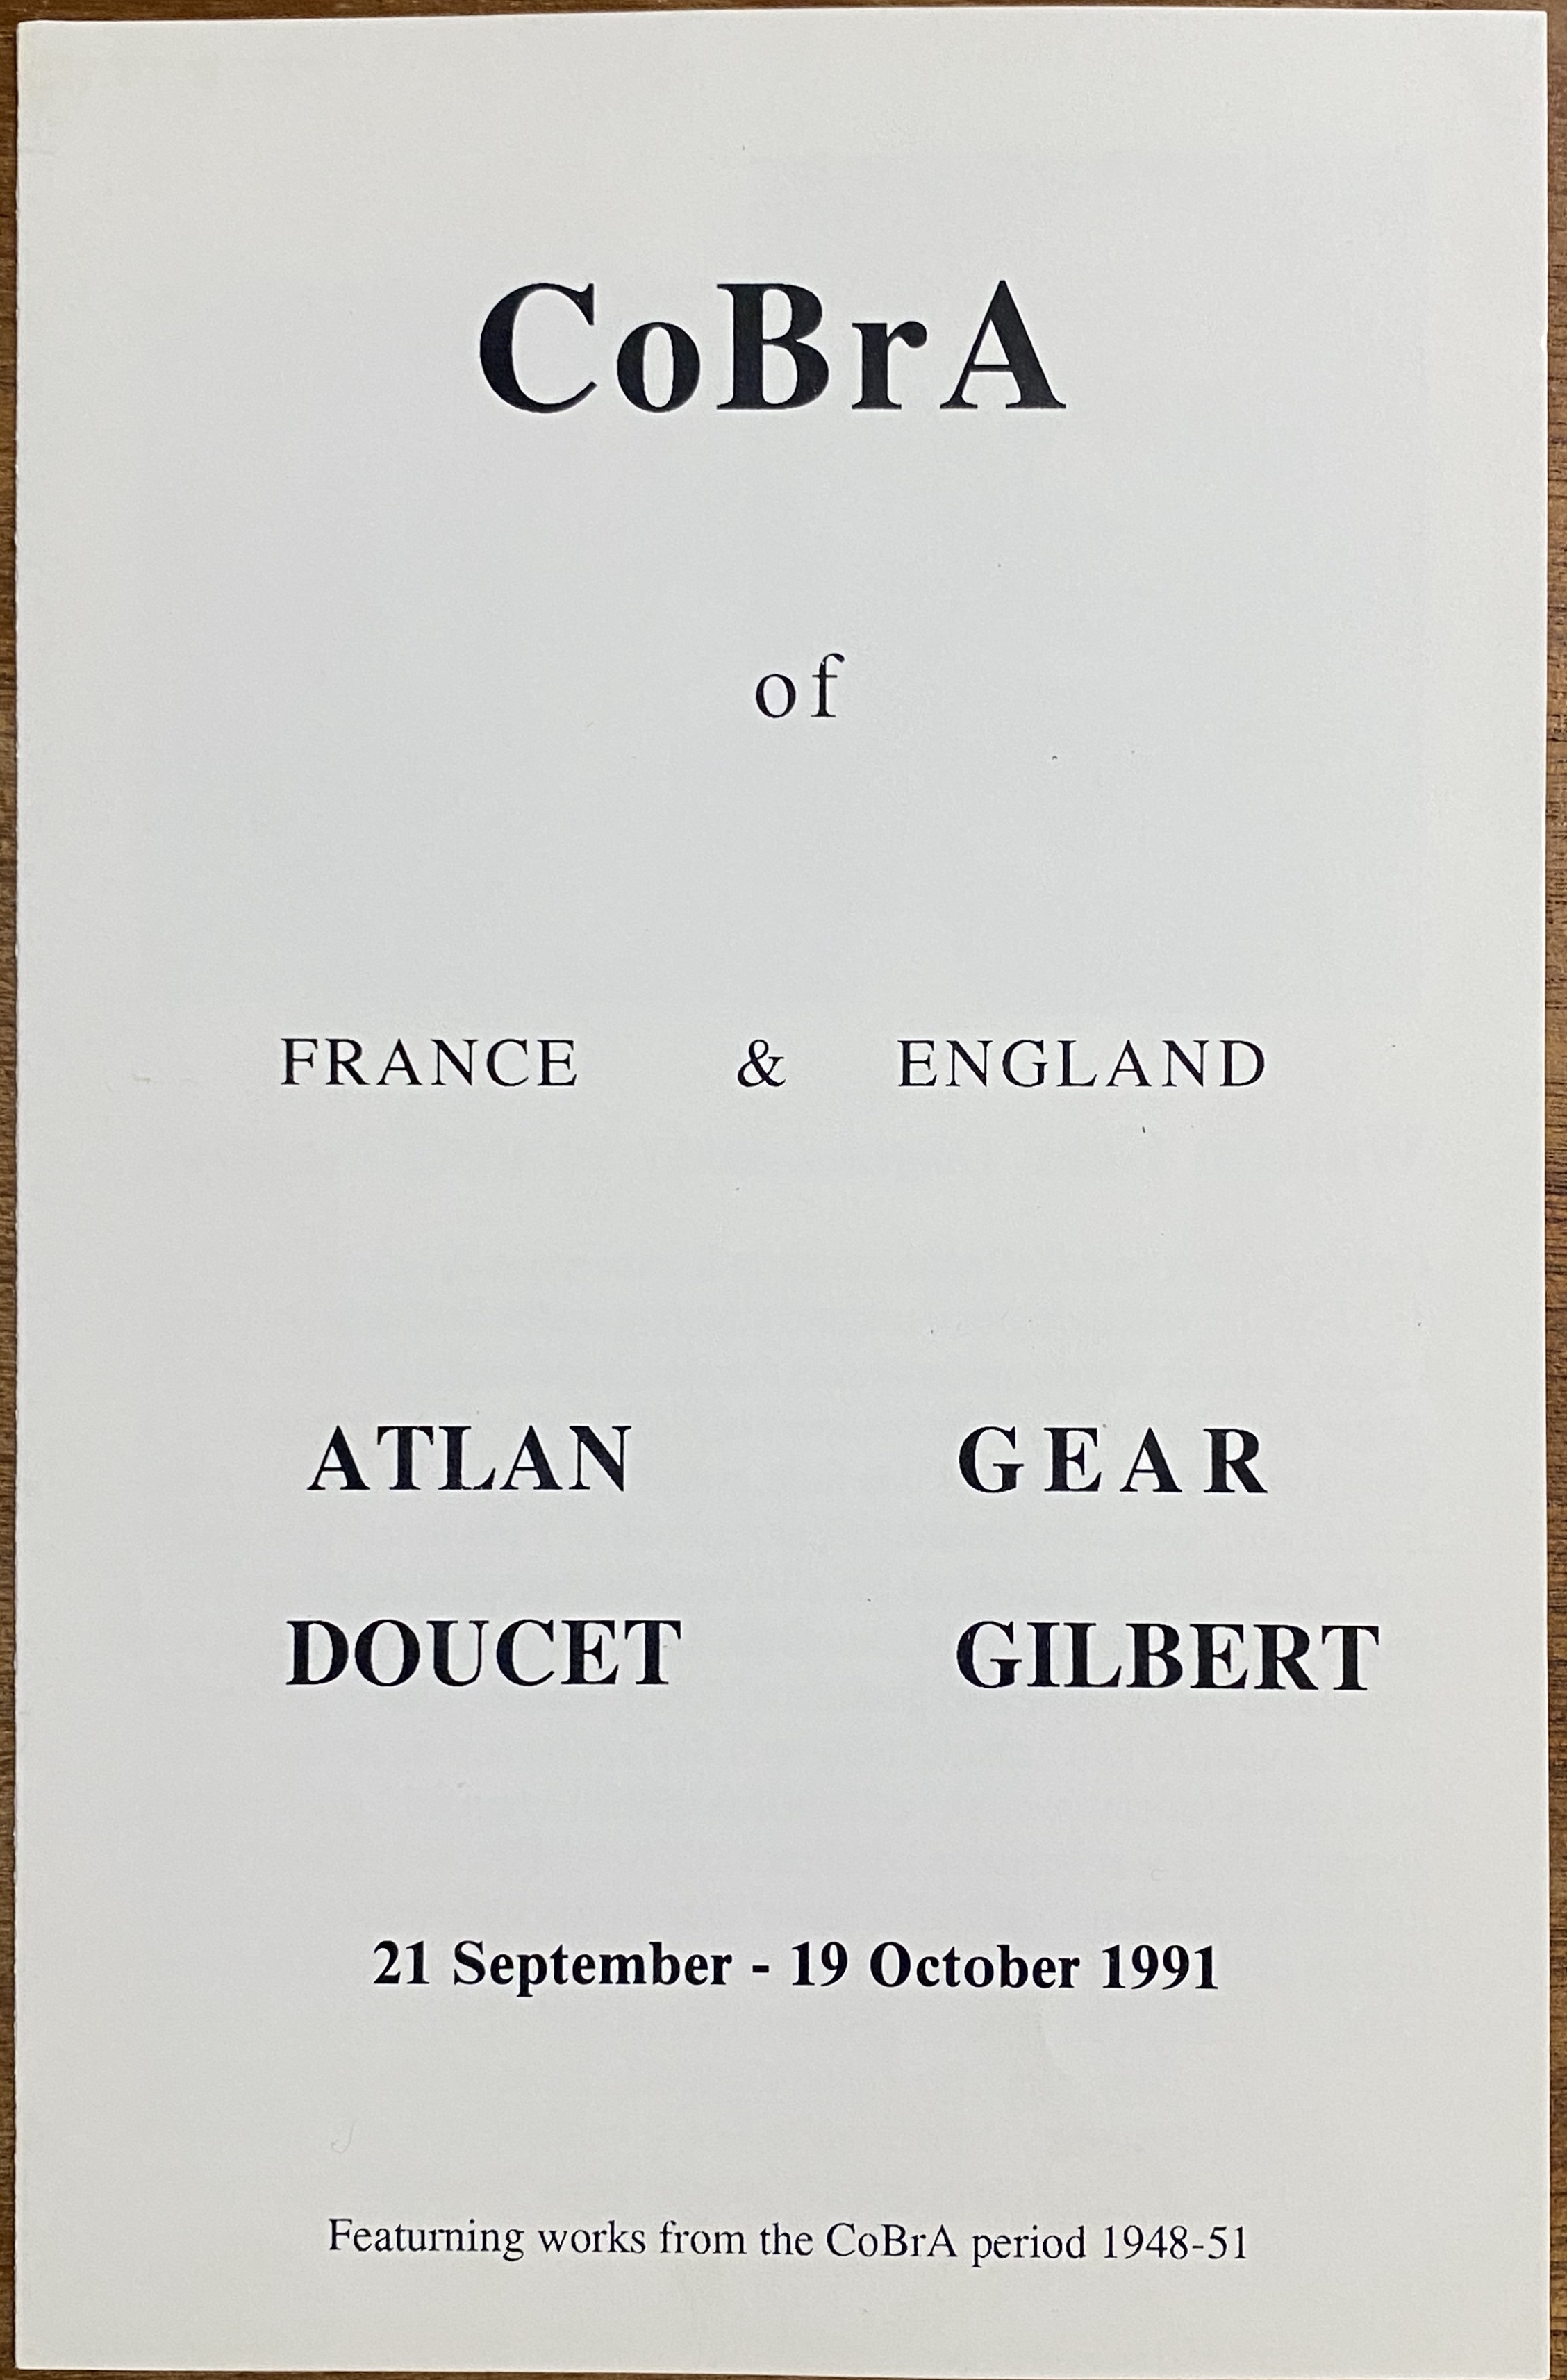 CoBrA
of
FRANCE & ENGLAND
ATLAN GEAR
DOUCET GILBERT
21 September - 19 October 1991
Featurning works from the CoBrA period 1948-51